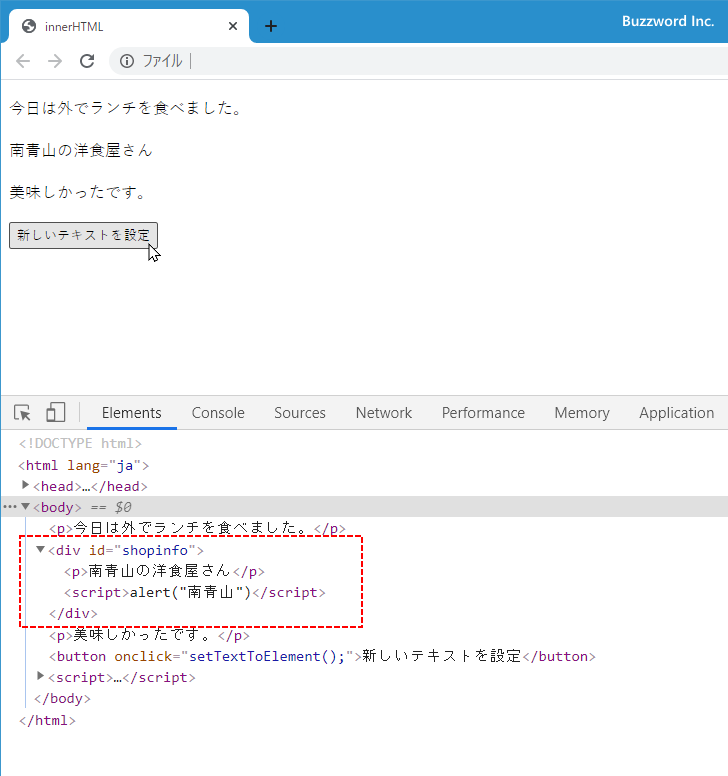 innerHTML
Buzzword Inc.
ファイル
今日は外でランチを食べました。
南青山の洋食屋さん
美味しかったです。
新しいテキストを設定
Elements Console Sources Network Performance Memory Application
<!DOCTYPE html>
<html lang="ja">
<head>…</head>
<body> == $0
<p>今日は外でランチを食べました。</p>
<div id="shopinfo">
<p>南青山の洋食屋さん</p>
<script>alert("南青山")</script>
</div>
<p>美味しかったです。</p>
<button onclick="setTextToElement();">新しいテキストを設定</button>
<script>…</script>
</body>
</html>